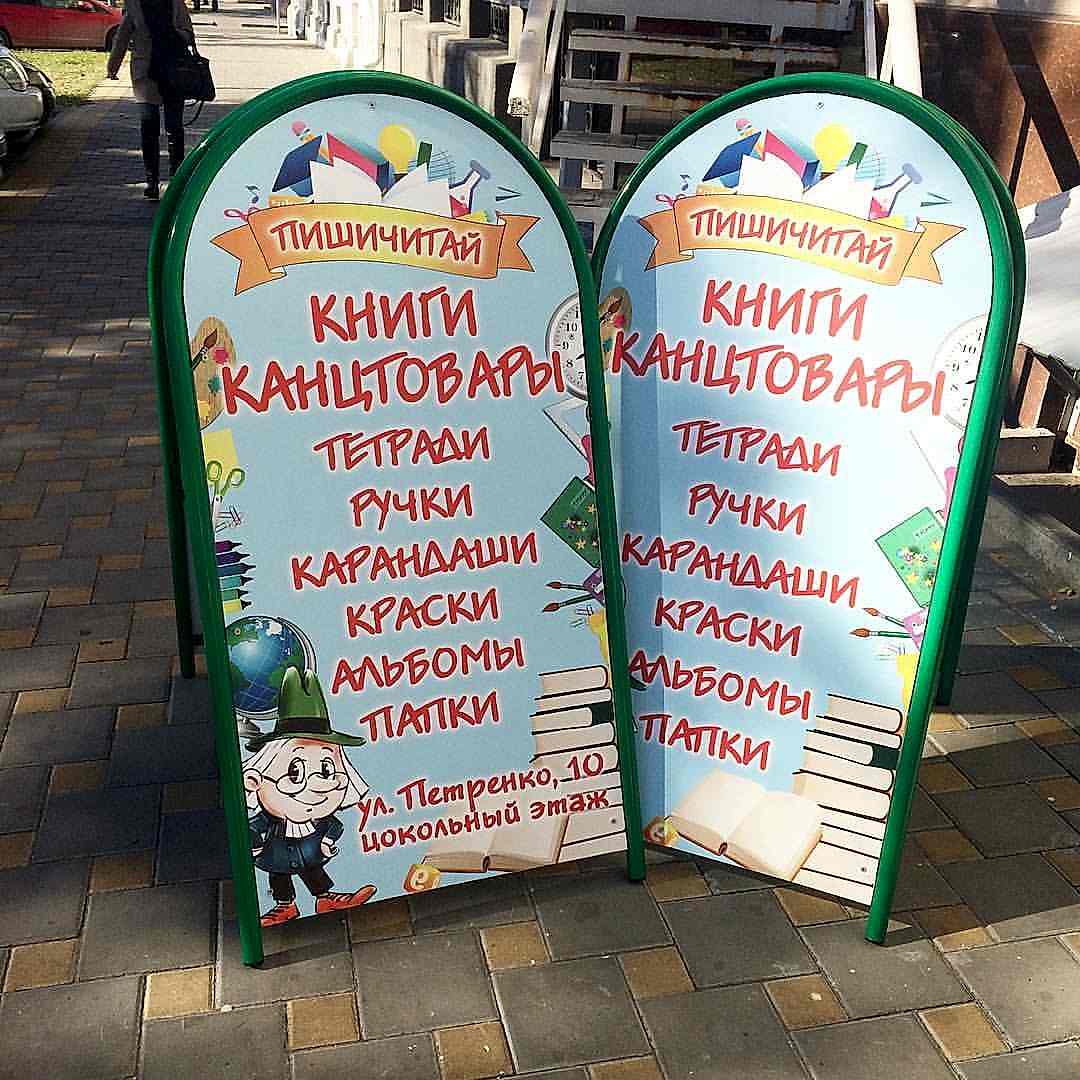 ПИШИЧИТАЙ
КНИГИ
КАНЦТОВАРЫ
ТЕТРАДИ
РУЧКИ
КАРАНДАШИ
КРАСКИ
АЛЬБОМЫ
ПАПКИ
ул. Петренко, 10
цокольный этаж
ПИШИЧИТАЙ
КНИГИ
КАНЦТОВАРЫ
ТЕТРАДИ
РУЧКИ
КАРАНДАШИ
КРАСКИ
АЛЬБОМЫ
ПАПКИ